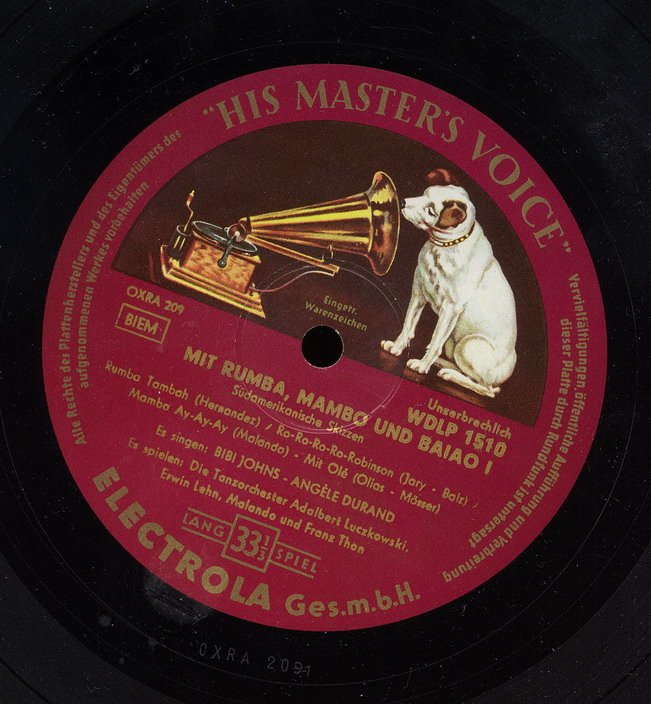 "HIS MASTER'S VOICE"
Alle Rechte des Plattenherstellers und des Eigentümers des
aufgenommenen Werkes vorbehalten
Vervielfältigungen öffentliche Aufführung und Verbreitung
dieser Platte durch Rundfunk ist untersagt
OXRA 209
BIEM
Eingetr.
Warenzeichen
Unzerbrechlich
WDLP 1510
MIT RUMBA, MAMBO UND BAIAO I
Südamerikanische Skizzen
Rumba Tambah (Hernandez) / Ro-Ro-Ro-Ro-Robinson (Jary - Balz) /
Mamba Ay-Ay-Ay (Malando) - Mit Olé (Olias - Mösser)
Es singen: BIBI JOHNS - ANGÈLE DURAND
Es spielen: Die Tanzorchester Adalbert Luczkowski,
Erwin Lehn, Malando und Franz Thon
LANG 33 1/3 SPIEL
ELECTROLA Ges.m.b.H.
OXRA 209-1